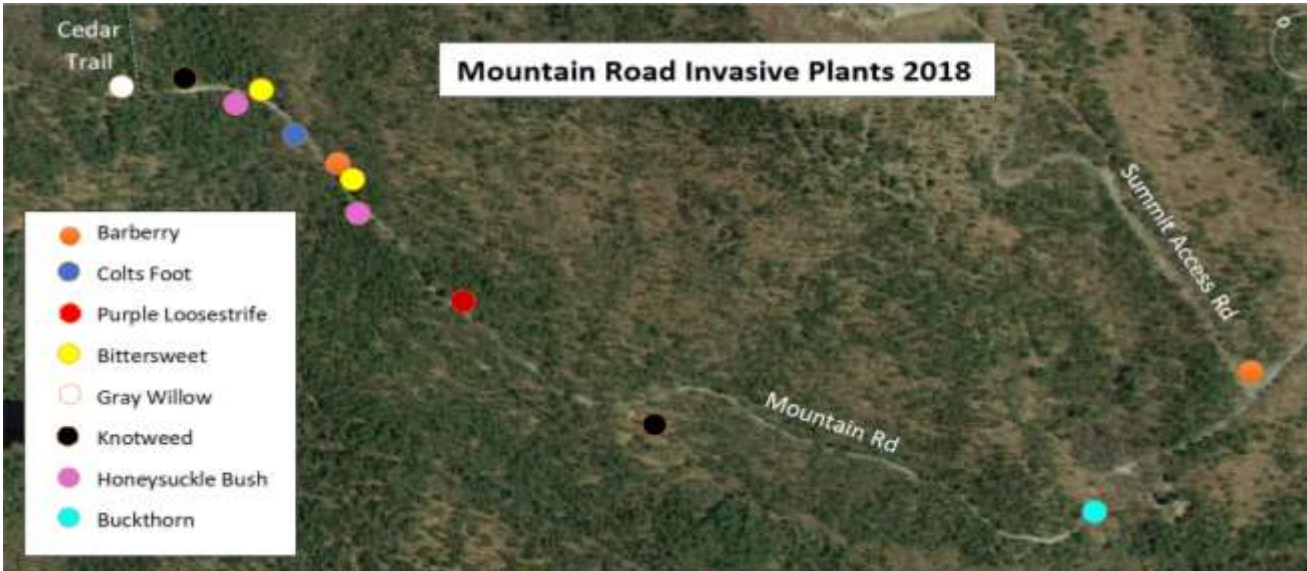 Cedar
Trail
Mountain Road Invasive Plants 2018
Summit Access Rd
Barberry
Colts Foot
Purple Loosestrife
Bittersweet
Gray Willow
Knotweed
Honeysuckle Bush
Buckthorn
Mountain Rd